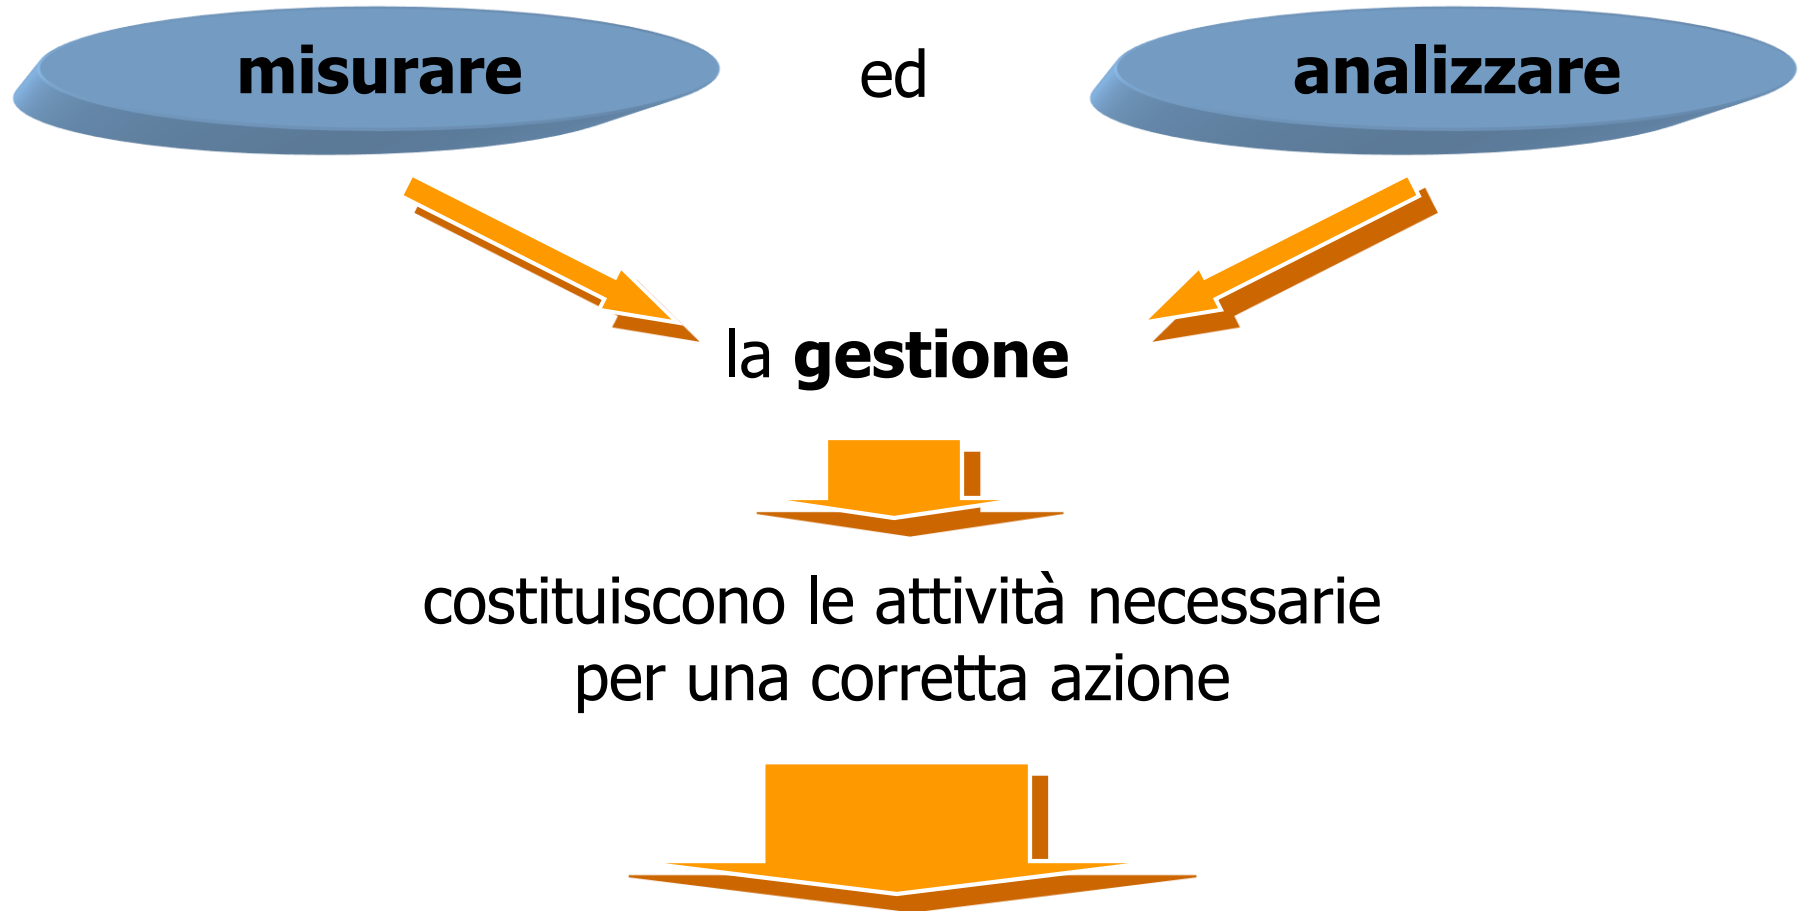 misurare ed analizzare
la gestione
costituiscono le attività necessarie
per una corretta azione